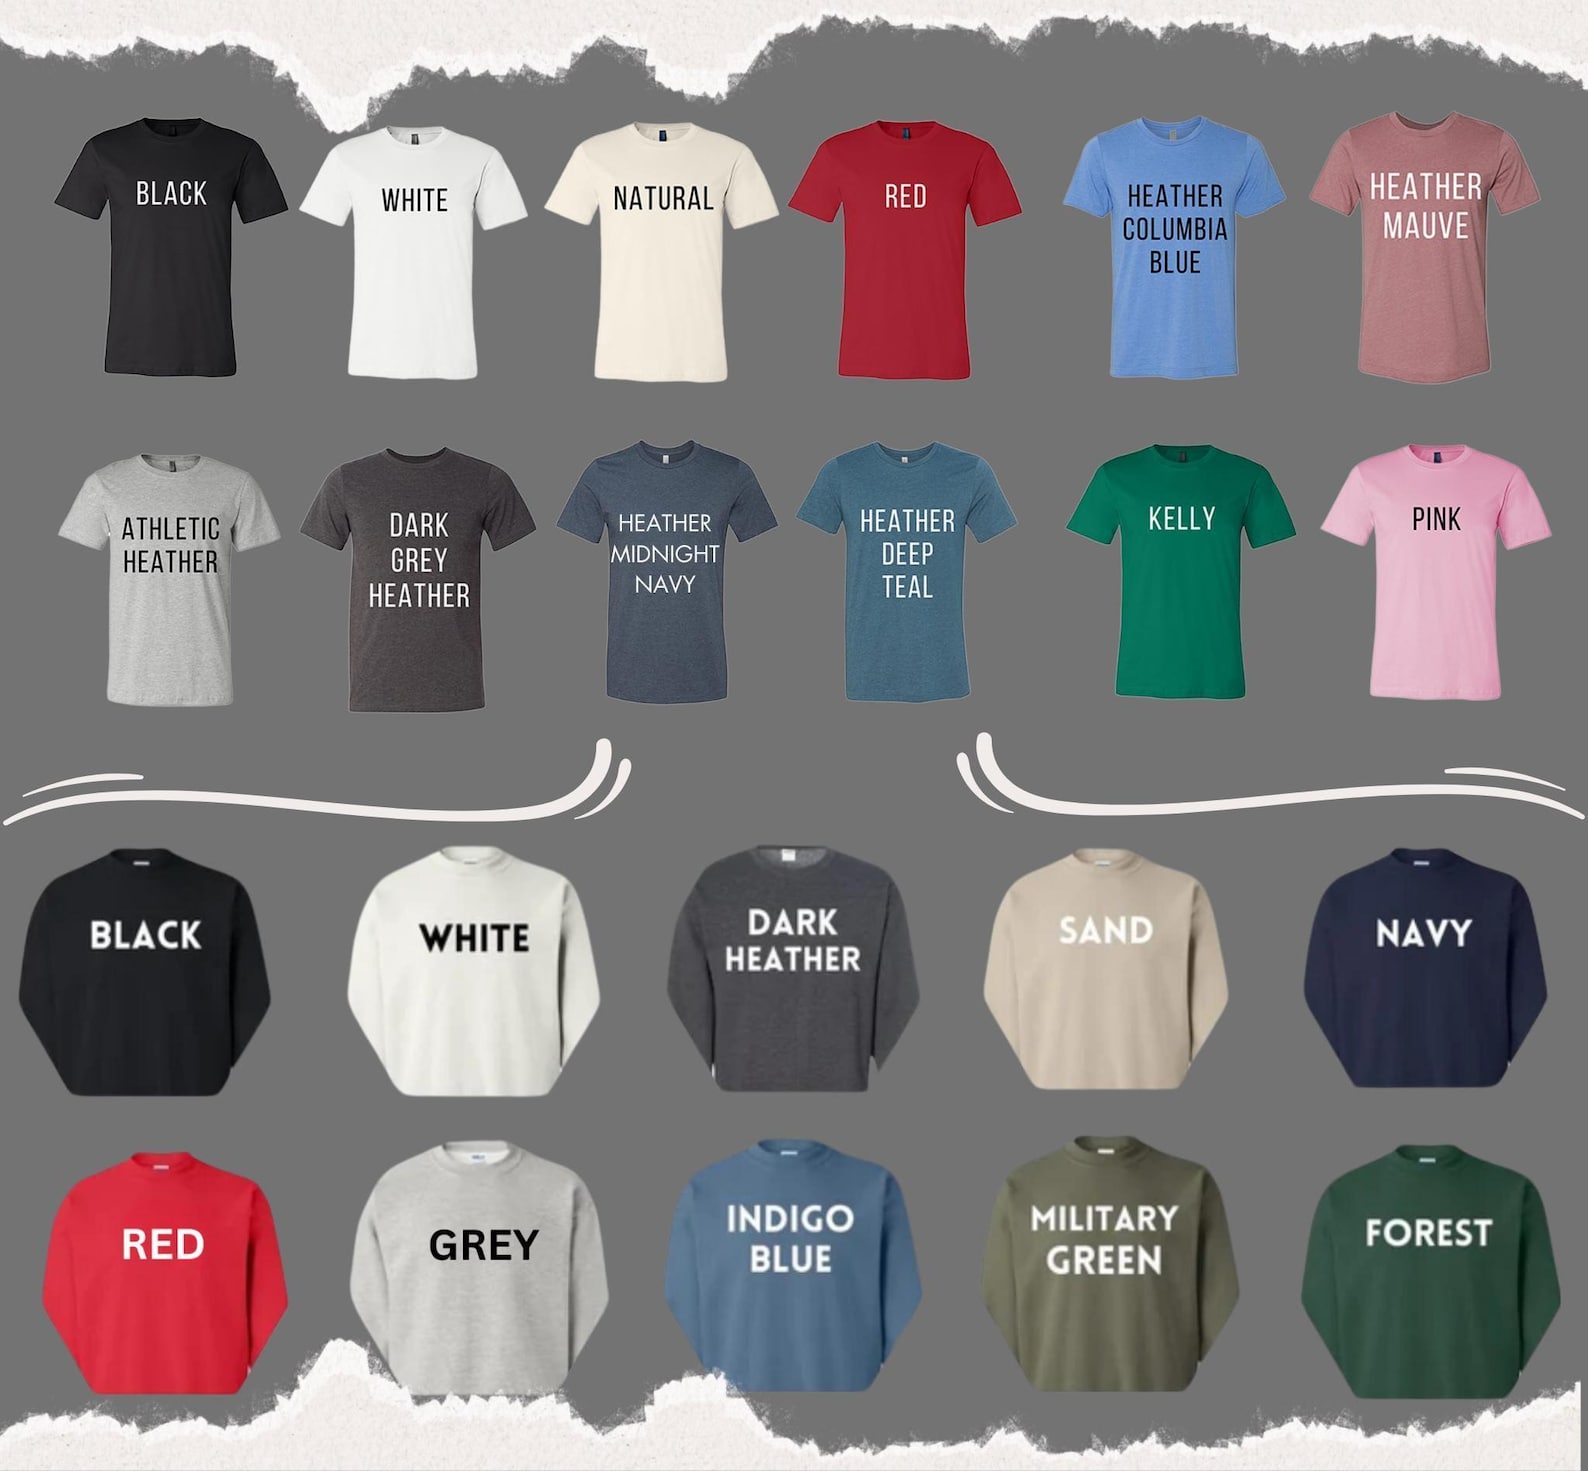 BLACK
WHITE
NATURAL
RED
HEATHER
COLUMBIA
BLUE
HEATHER
MAUVE
ATHLETIC
HEATHER
DARK
GREY
HEATHER
HEATHER
MIDNIGHT
NAVY
HEATHER
DEEP
TEAL
KELLY
PINK
BLACK
WHITE
DARK
HEATHER
SAND
NAVY
RED
GREY
INDIGO
BLUE
MILITARY
GREEN
FOREST